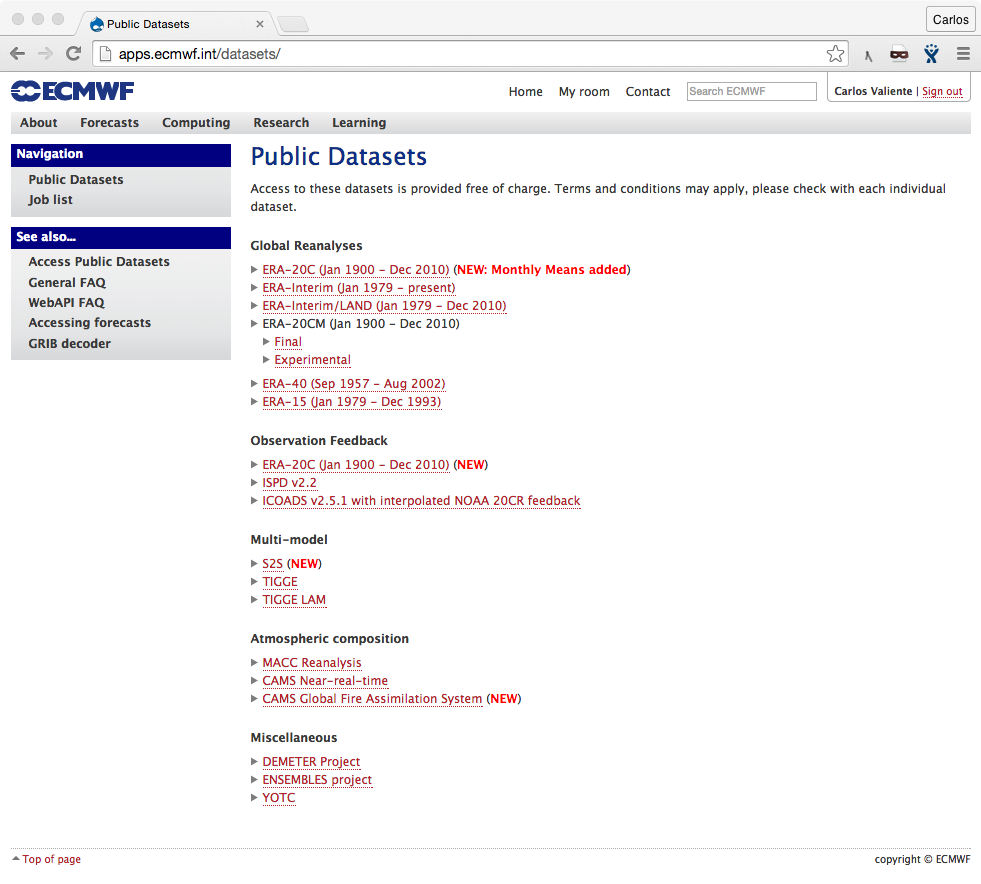 Public Datasets
Carlos
apps.ecmwf.int/datasets/
ECMWF
Home My room Contact Search ECMWF Carlos Valiente | Sign out
About Forecasts Computing Research Learning
Navigation
Public Datasets
Job list
See also...
Access Public Datasets
General FAQ
WebAPI FAQ
Accessing forecasts
GRIB decoder
Public Datasets
Access to these datasets is provided free of charge. Terms and conditions may apply, please check with each individual
dataset.
Global Reanalyses
ERA-20C (Jan 1900 - Dec 2010) (NEW: Monthly Means added)
ERA-Interim (Jan 1979 - present)
ERA-Interim/LAND (Jan 1979 - Dec 2010)
ERA-20CM (Jan 1900 - Dec 2010)
Final
Experimental
ERA-40 (Sep 1957 - Aug 2002)
ERA-15 (Jan 1979 - Dec 1993)
Observation Feedback
ERA-20C (Jan 1900 - Dec 2010) (NEW)
ISPD v2.2
ICOADS v2.5.1 with interpolated NOAA 20CR feedback
Multi-model
S2S (NEW)
TIGGE
TIGGE LAM
Atmospheric composition
MACC Reanalysis
CAMS Near-real-time
CAMS Global Fire Assimilation System (NEW)
Miscellaneous
DEMETER Project
ENSEMBLES project
YOTC
Top of page
copyright © ECMWF